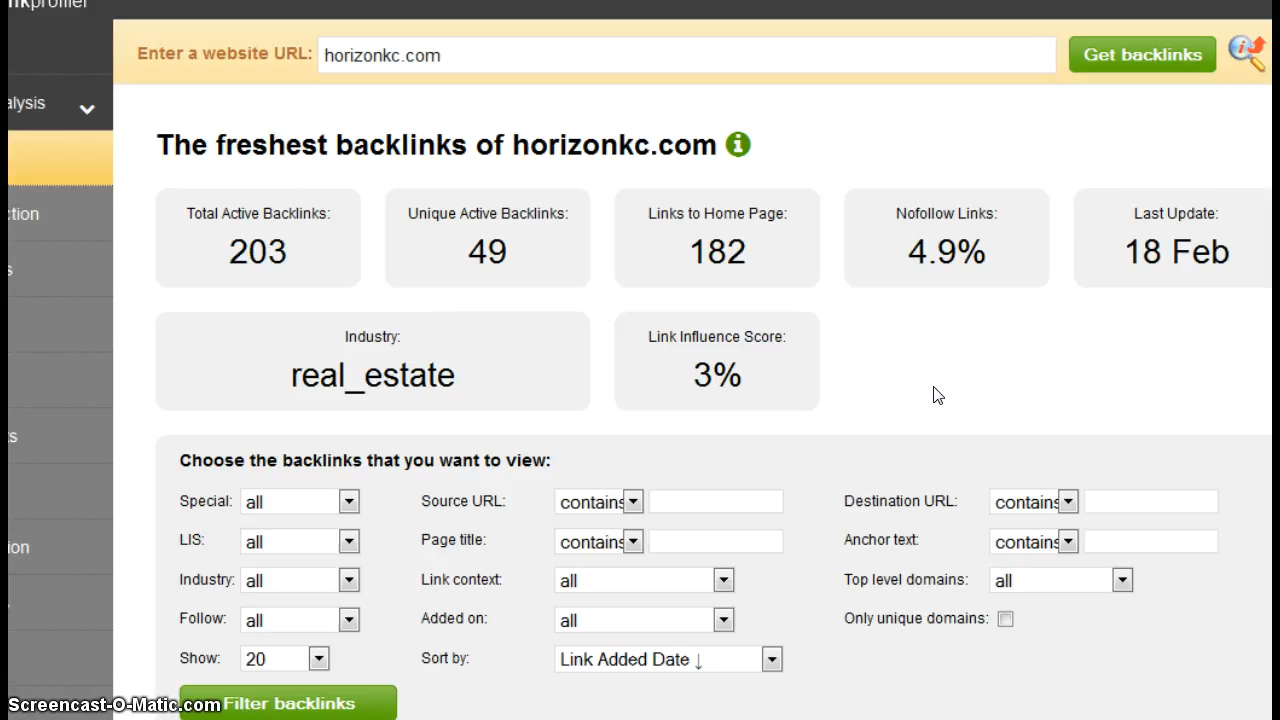 nkprofiler
Enter a website URL: horizonkc.com Get backlinks
alysis
The freshest backlinks of horizonkc.com
Total Active Backlinks: Unique Active Backlinks: Links to Home Page: Nofollow Links: Last Update:
203 49 182 4.9% 18 Feb
ction
s
Industry: Link Influence Score:
real_estate 3%
ts
Choose the backlinks that you want to view:
Special: all Source URL: contains Destination URL: contains
LIS: all Page title: contains Anchor text: contains
tion
Industry: all Link context: all Top level domains: all
Follow: all Added on: all Only unique domains:
Show: 20 Sort by: Link Added Date ↓
Filter backlinks
Screencast-O-Matic.com